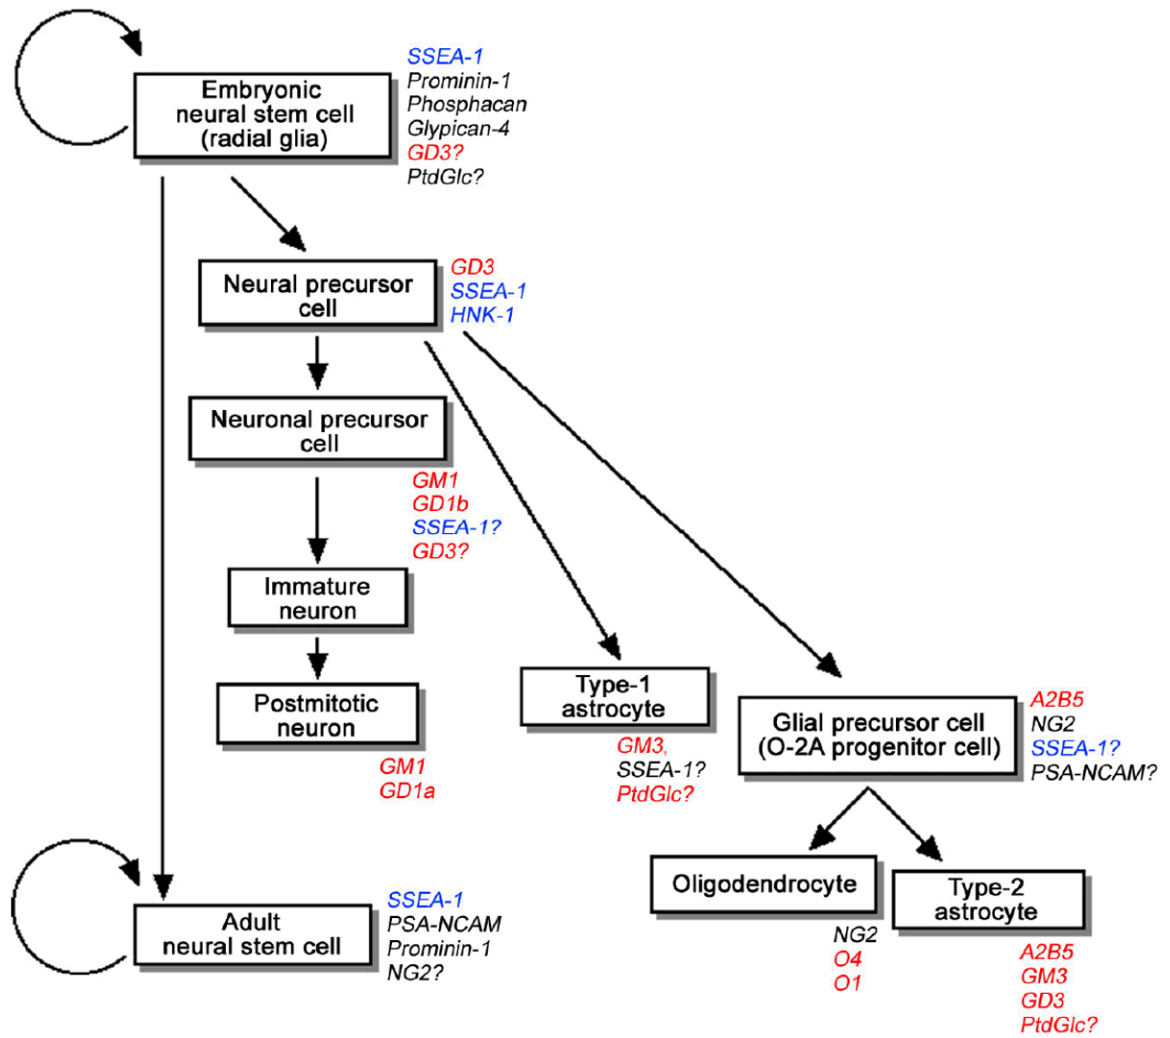 Embryonic
neural stem cell
(radial glia)
SSEA-1
Prominin-1
Phosphacan
Glypican-4
GD3?
PtdGlc?
Neural precursor
cell
GD3
SSEA-1
HNK-1
Neuronal precursor
cell
GM1
GD1b
SSEA-1?
GD3?
Immature
neuron
Postmitotic
neuron
GM1
GD1a
Type-1
astrocyte
GM3,
SSEA-1?
PtdGlc?
Glial precursor cell
(O-2A progenitor cell)
A2B5
NG2
SSEA-1?
PSA-NCAM?
Oligodendrocyte
NG2
O4
O1
Type-2
astrocyte
A2B5
GM3
GD3
PtdGlc?
Adult
neural stem cell
SSEA-1
PSA-NCAM
Prominin-1
NG2?